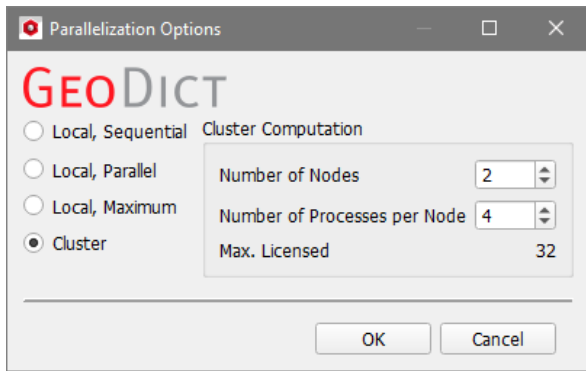 Parallelization Options
GEODICT
Local, Sequential
Local, Parallel
Local, Maximum
Cluster
Cluster Computation
Number of Nodes 2
Number of Processes per Node 4
Max. Licensed 32
OK Cancel